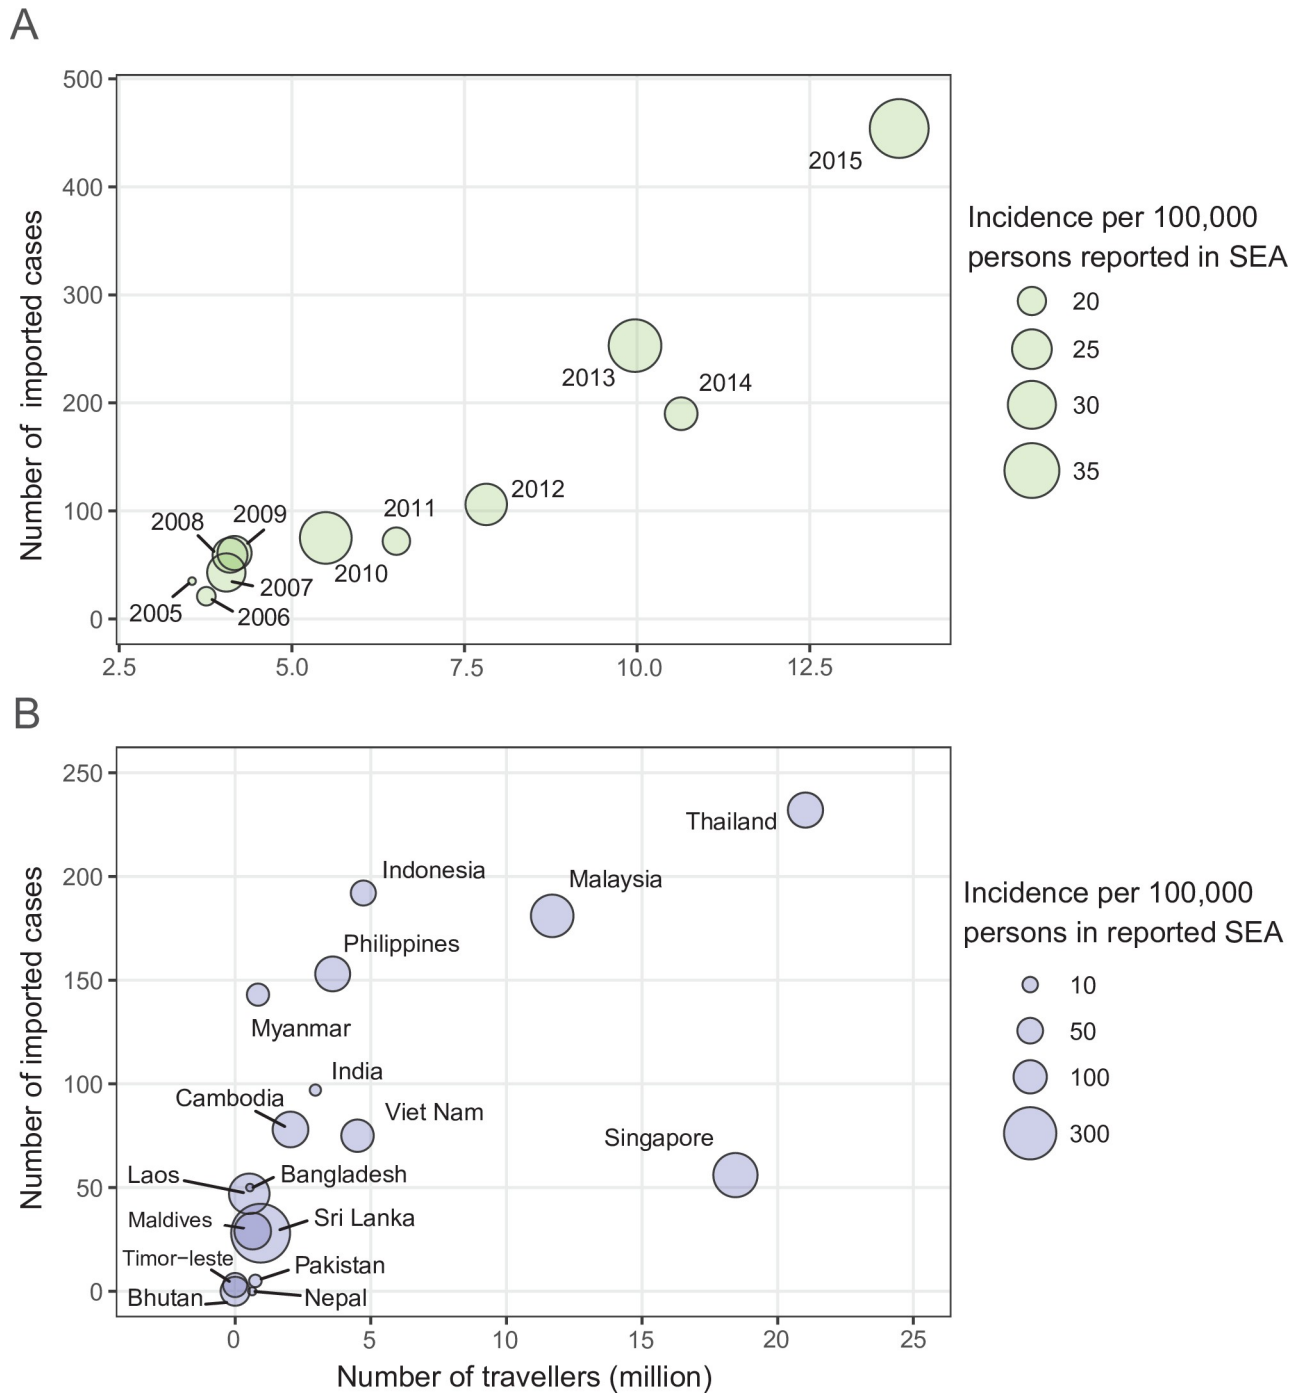 A
500
400
300
200
100
0
Number of imported cases
2015
2013
2014
2012
2011
2010
2009
2008
2007
2006
2005
2.5 5.0 7.5 10.0 12.5
Incidence per 100,000
persons reported in SEA
20
25
30
35
B
250
200
150
100
50
0
Number of imported cases
Thailand
Indonesia
Malaysia
Philippines
Myanmar
India
Cambodia
Viet Nam
Singapore
Laos
Bangladesh
Maldives
Sri Lanka
Timor−leste
Pakistan
Bhutan
Nepal
0 5 10 15 20 25
Number of travellers (million)
Incidence per 100,000
persons in reported SEA
10
50
100
300